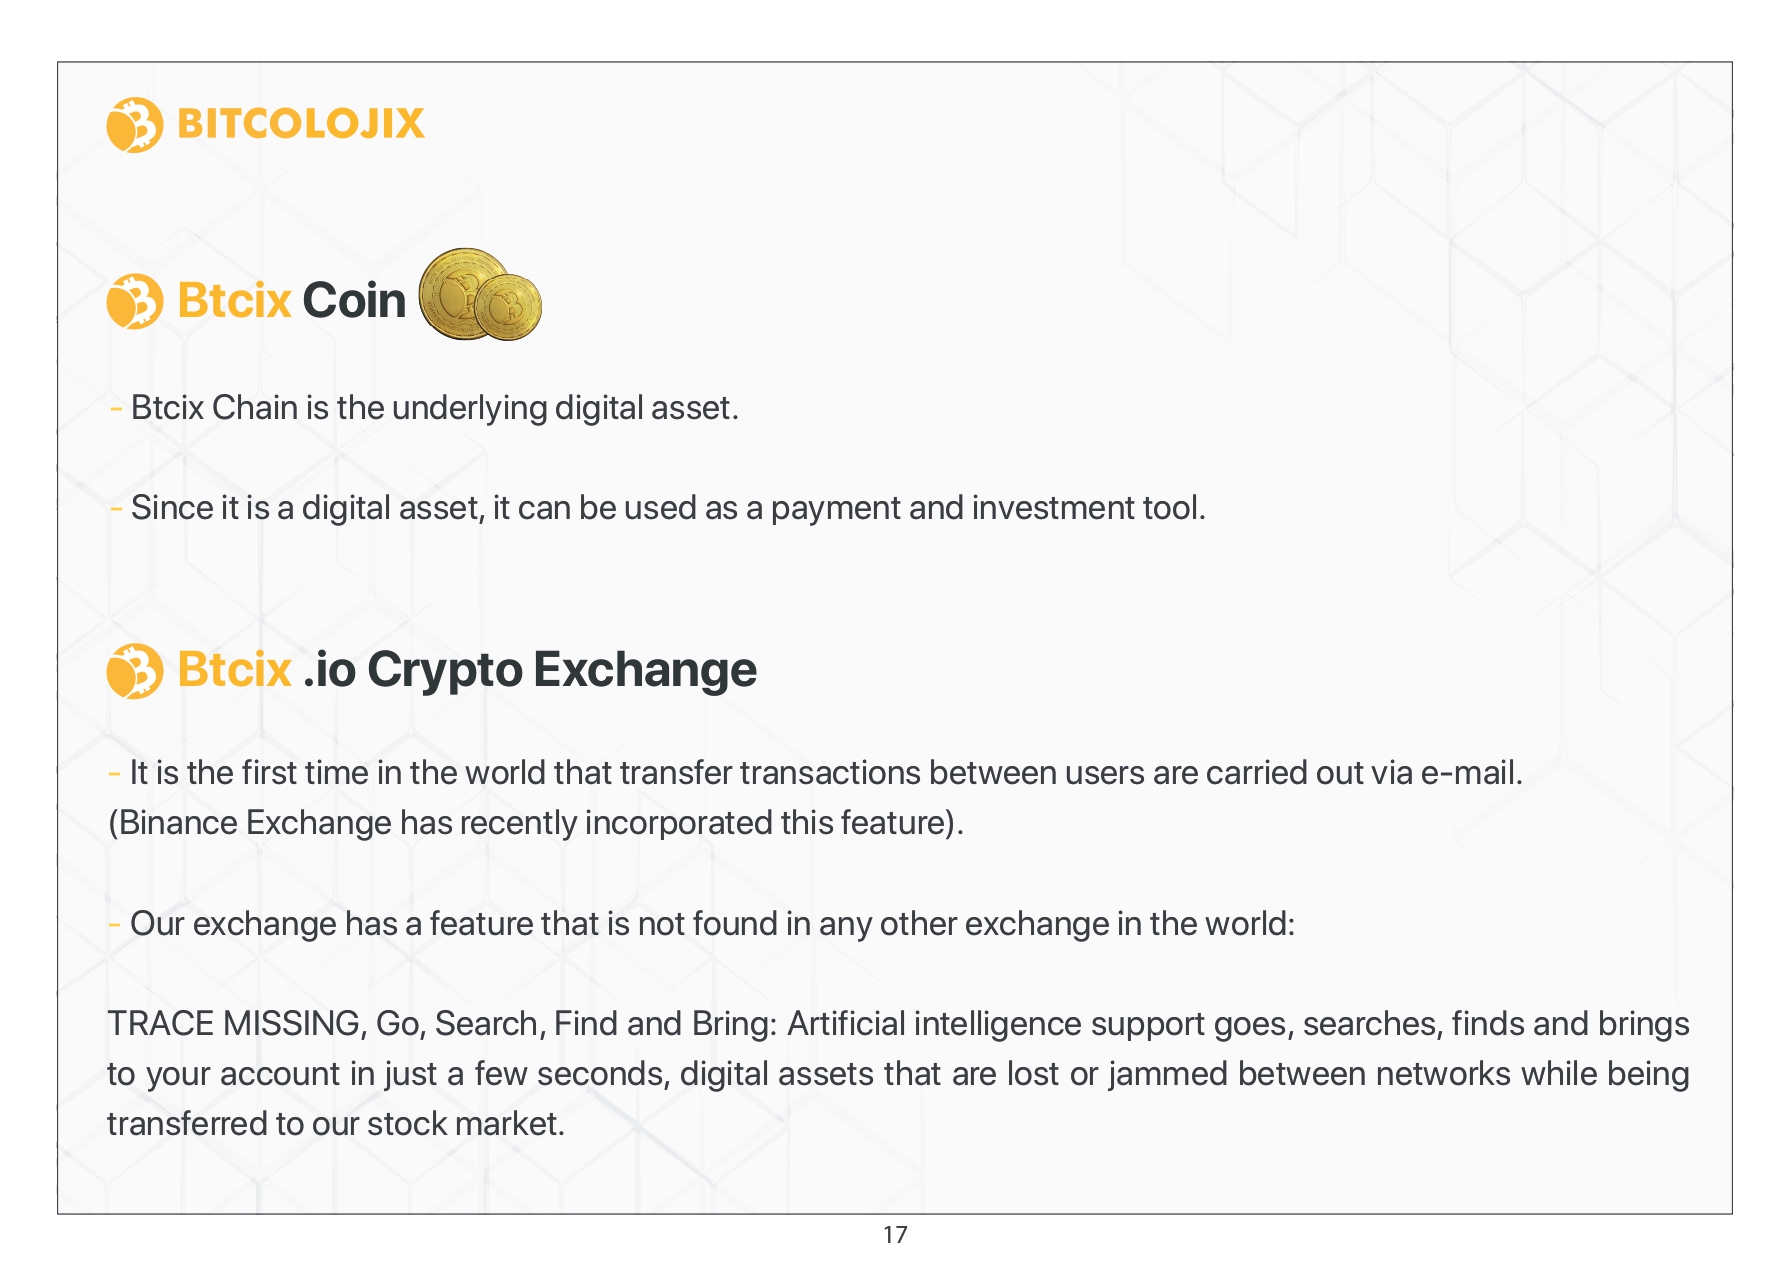 BITCOLOJIX
Btcix Coin
- Btcix Chain is the underlying digital asset.
- Since it is a digital asset, it can be used as a payment and investment tool.
Btcix .io Crypto Exchange
- It is the first time in the world that transfer transactions between users are carried out via e-mail.
(Binance Exchange has recently incorporated this feature).
- Our exchange has a feature that is not found in any other exchange in the world:
TRACE MISSING, Go, Search, Find and Bring: Artificial intelligence support goes, searches, finds and brings
to your account in just a few seconds, digital assets that are lost or jammed between networks while being
transferred to our stock market.
17